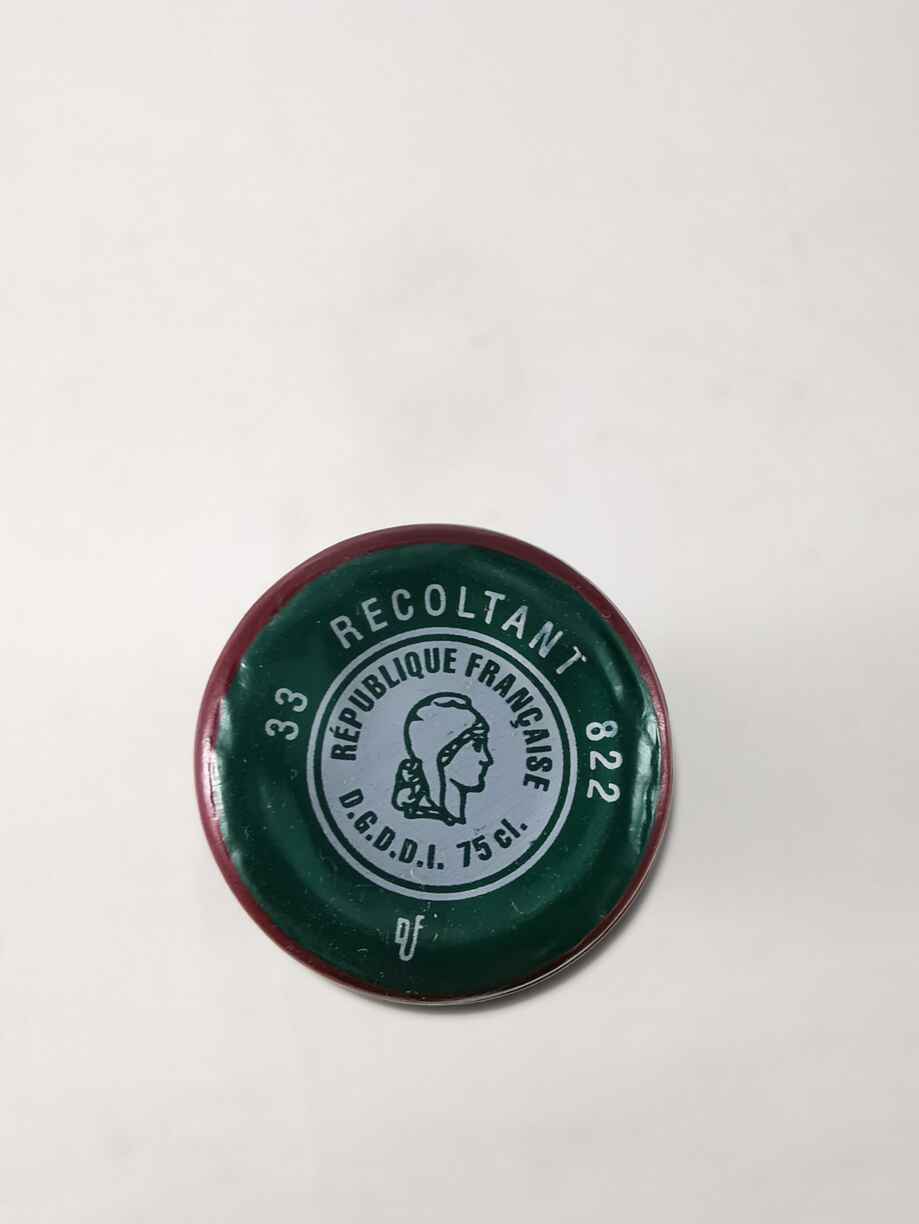 RECOLTANT
33
822
RÉPUBLIQUE FRANÇAISE
D.G.D.D.I. 75 cl.